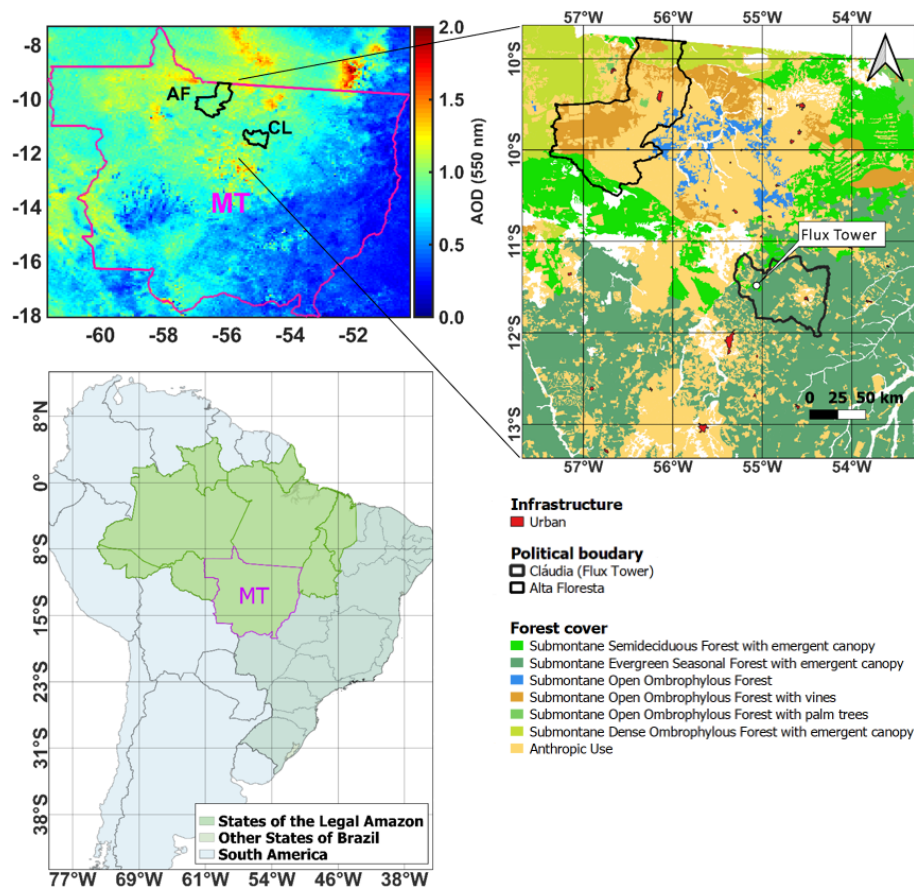 -8
-10
-12
-14
-16
-18
-60
-58
-56
-54
-52
AF
CL
MT
2.0
1.5
1.0
0.5
0.0
AOD (550 nm)
57°W
56°W
55°W
54°W
10°S
10°S
11°S
12°S
13°S
Flux Tower
0 25 50 km
57°W
56°W
55°W
54°W
8°N
0°
8°S
15°S
23°S
31°S
38°S
MT
States of the Legal Amazon
Other States of Brazil
South America
77°W
69°W
61°W
54°W
46°W
38°W
Infrastructure
Urban
Political boudary
Cláudia (Flux Tower)
Alta Floresta
Forest cover
Submontane Semideciduous Forest with emergent canopy
Submontane Evergreen Seasonal Forest with emergent canopy
Submontane Open Ombrophylous Forest
Submontane Open Ombrophylous Forest with vines
Submontane Open Ombrophylous Forest with palm trees
Submontane Dense Ombrophylous Forest with emergent canopy
Anthropic Use